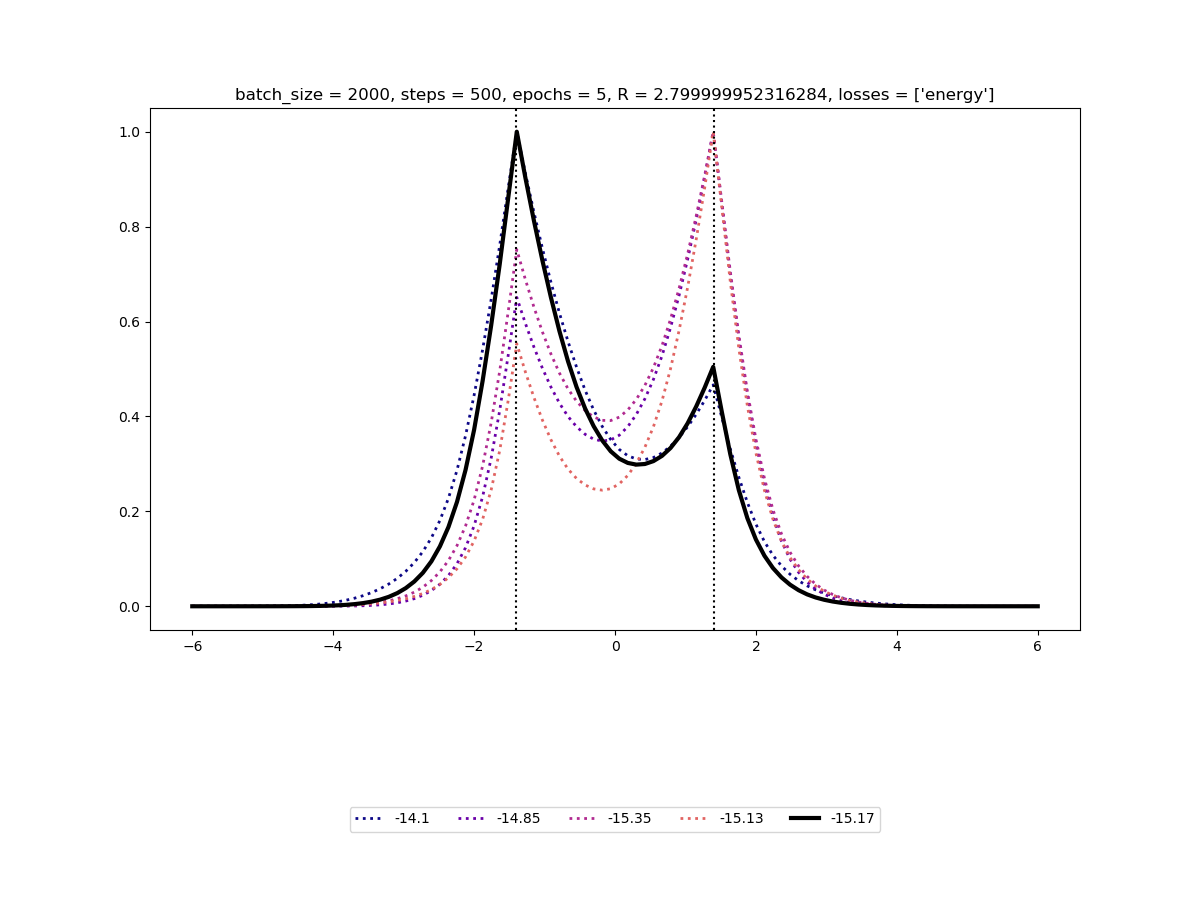 batch_size = 2000, steps = 500, epochs = 5, R = 2.799999952316284, losses = ['energy']
1.0
0.8
0.6
0.4
0.2
0.0
−6 −4 −2 0 2 4 6
-14.1 -14.85 -15.35 -15.13 -15.17